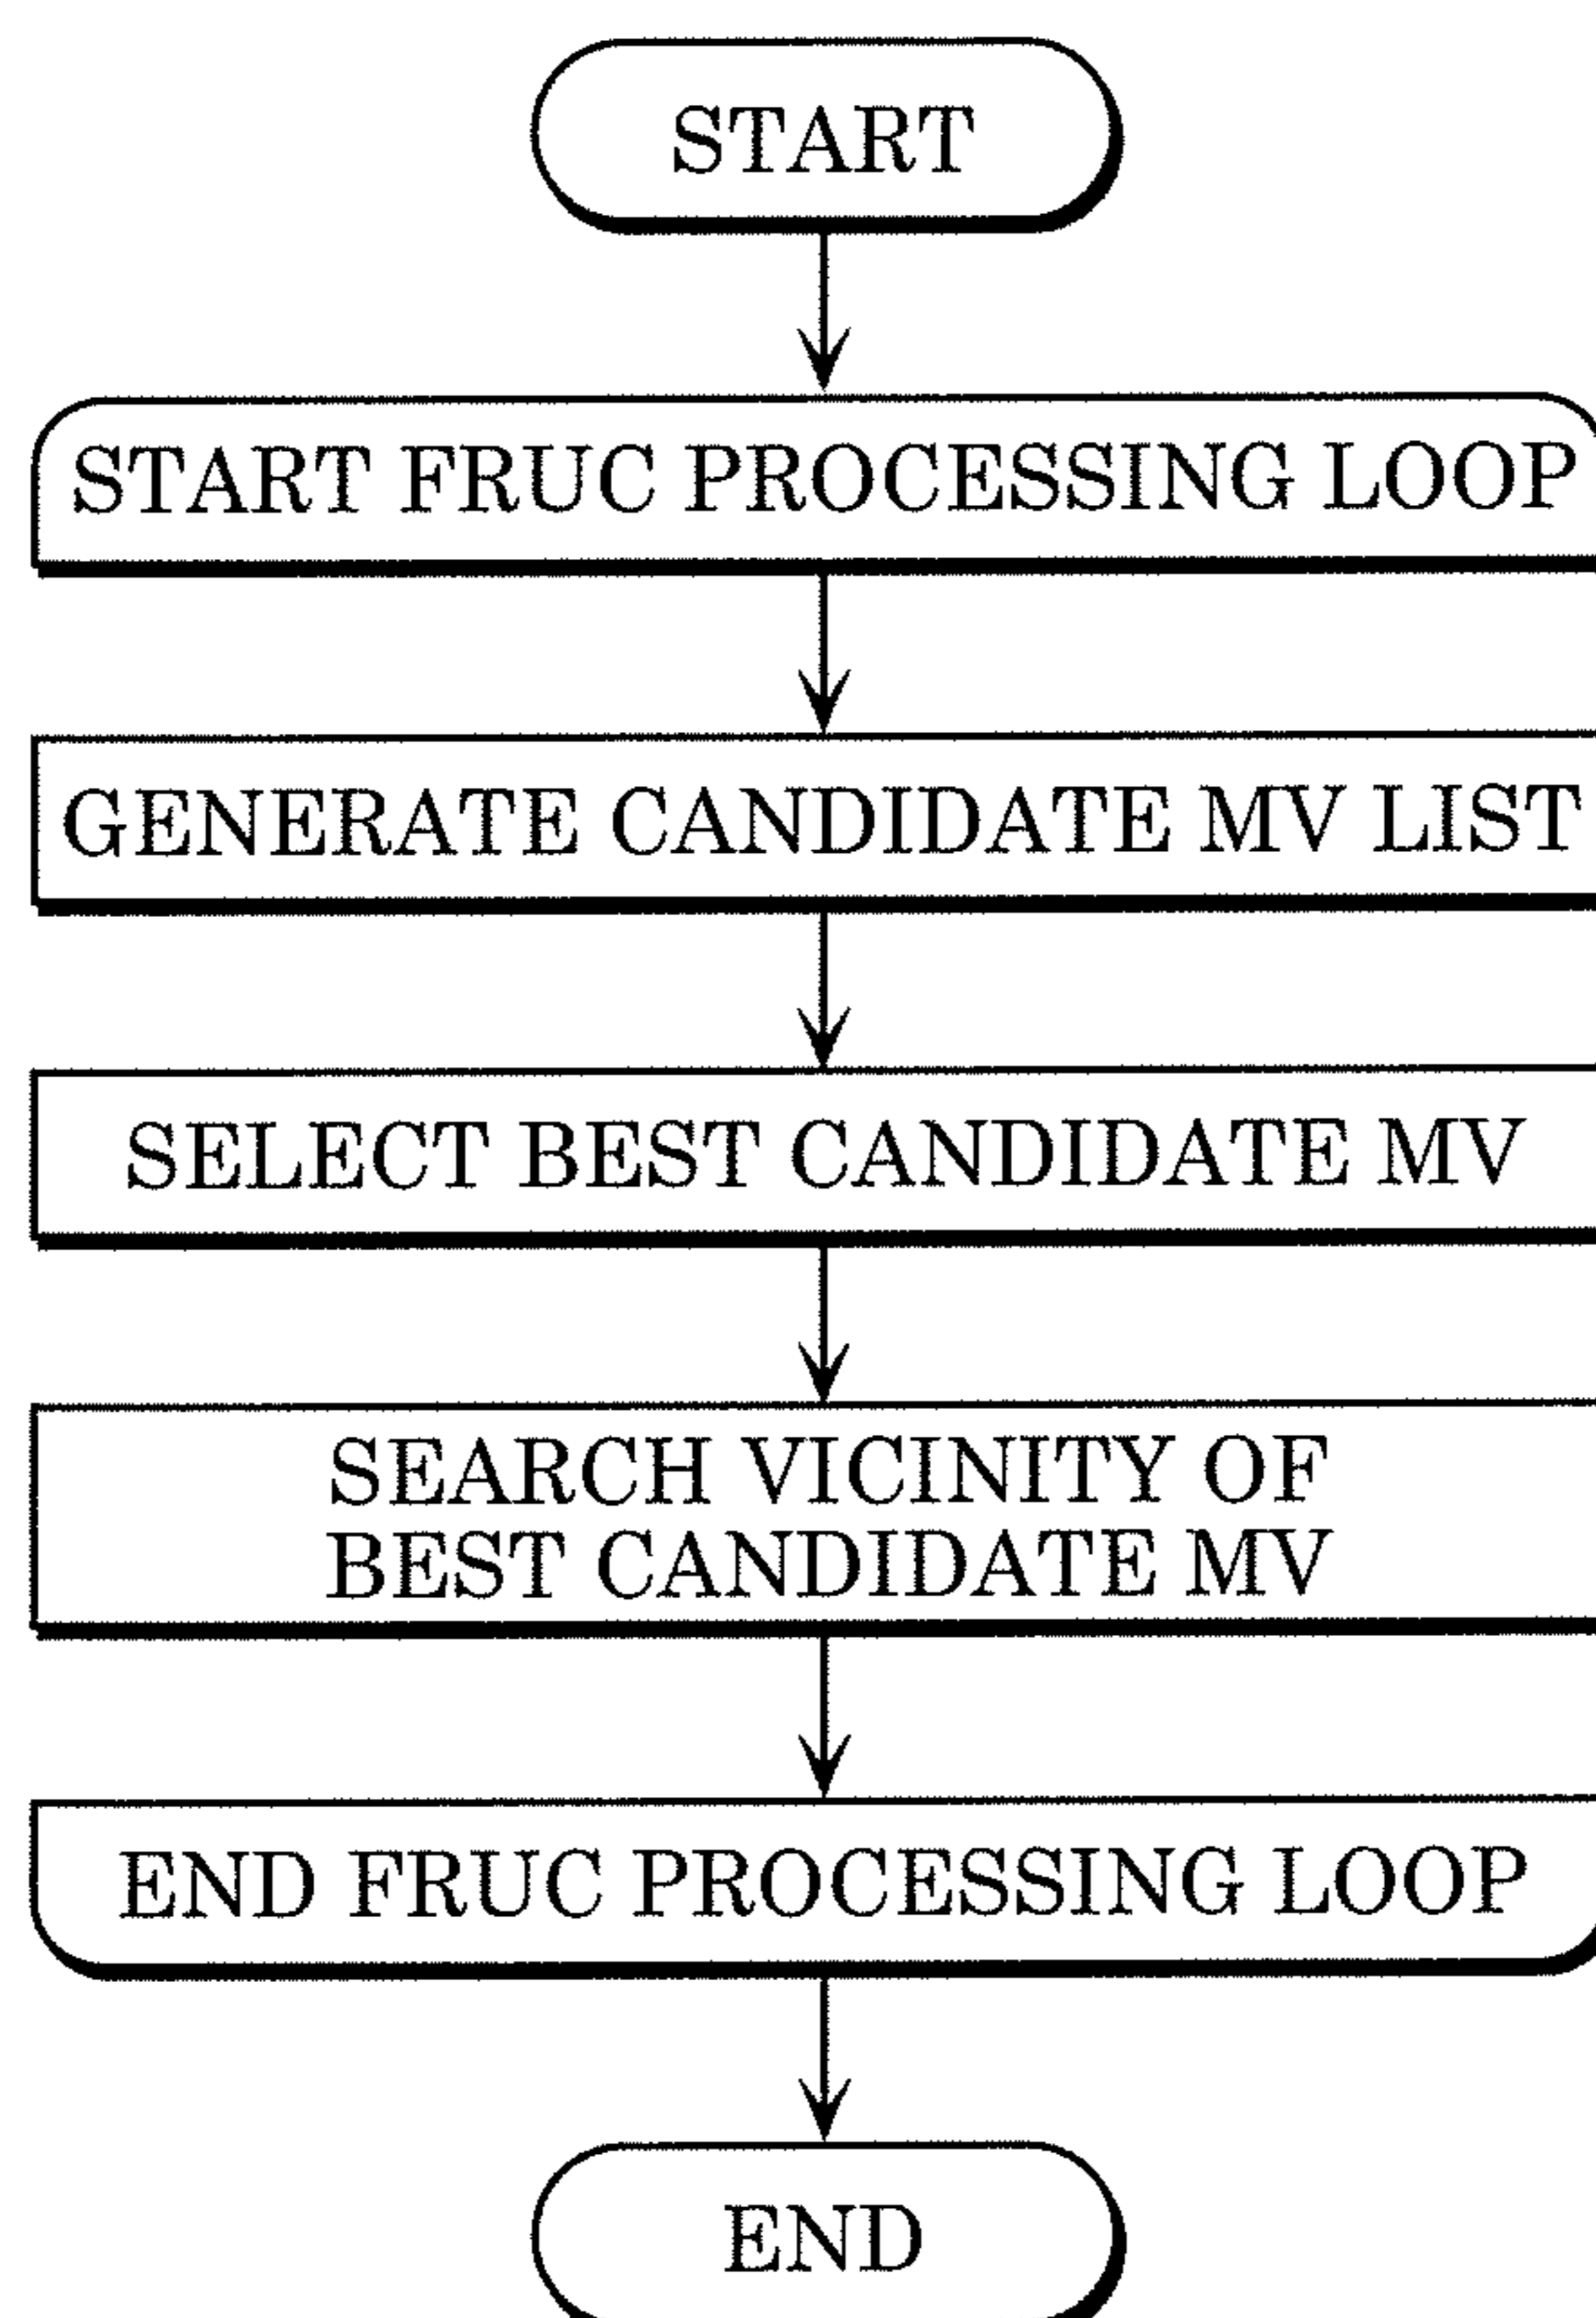 START
START FRUC PROCESSING LOOP
GENERATE CANDIDATE MV LIST
SELECT BEST CANDIDATE MV
SEARCH VICINITY OF
BEST CANDIDATE MV
END FRUC PROCESSING LOOP
END